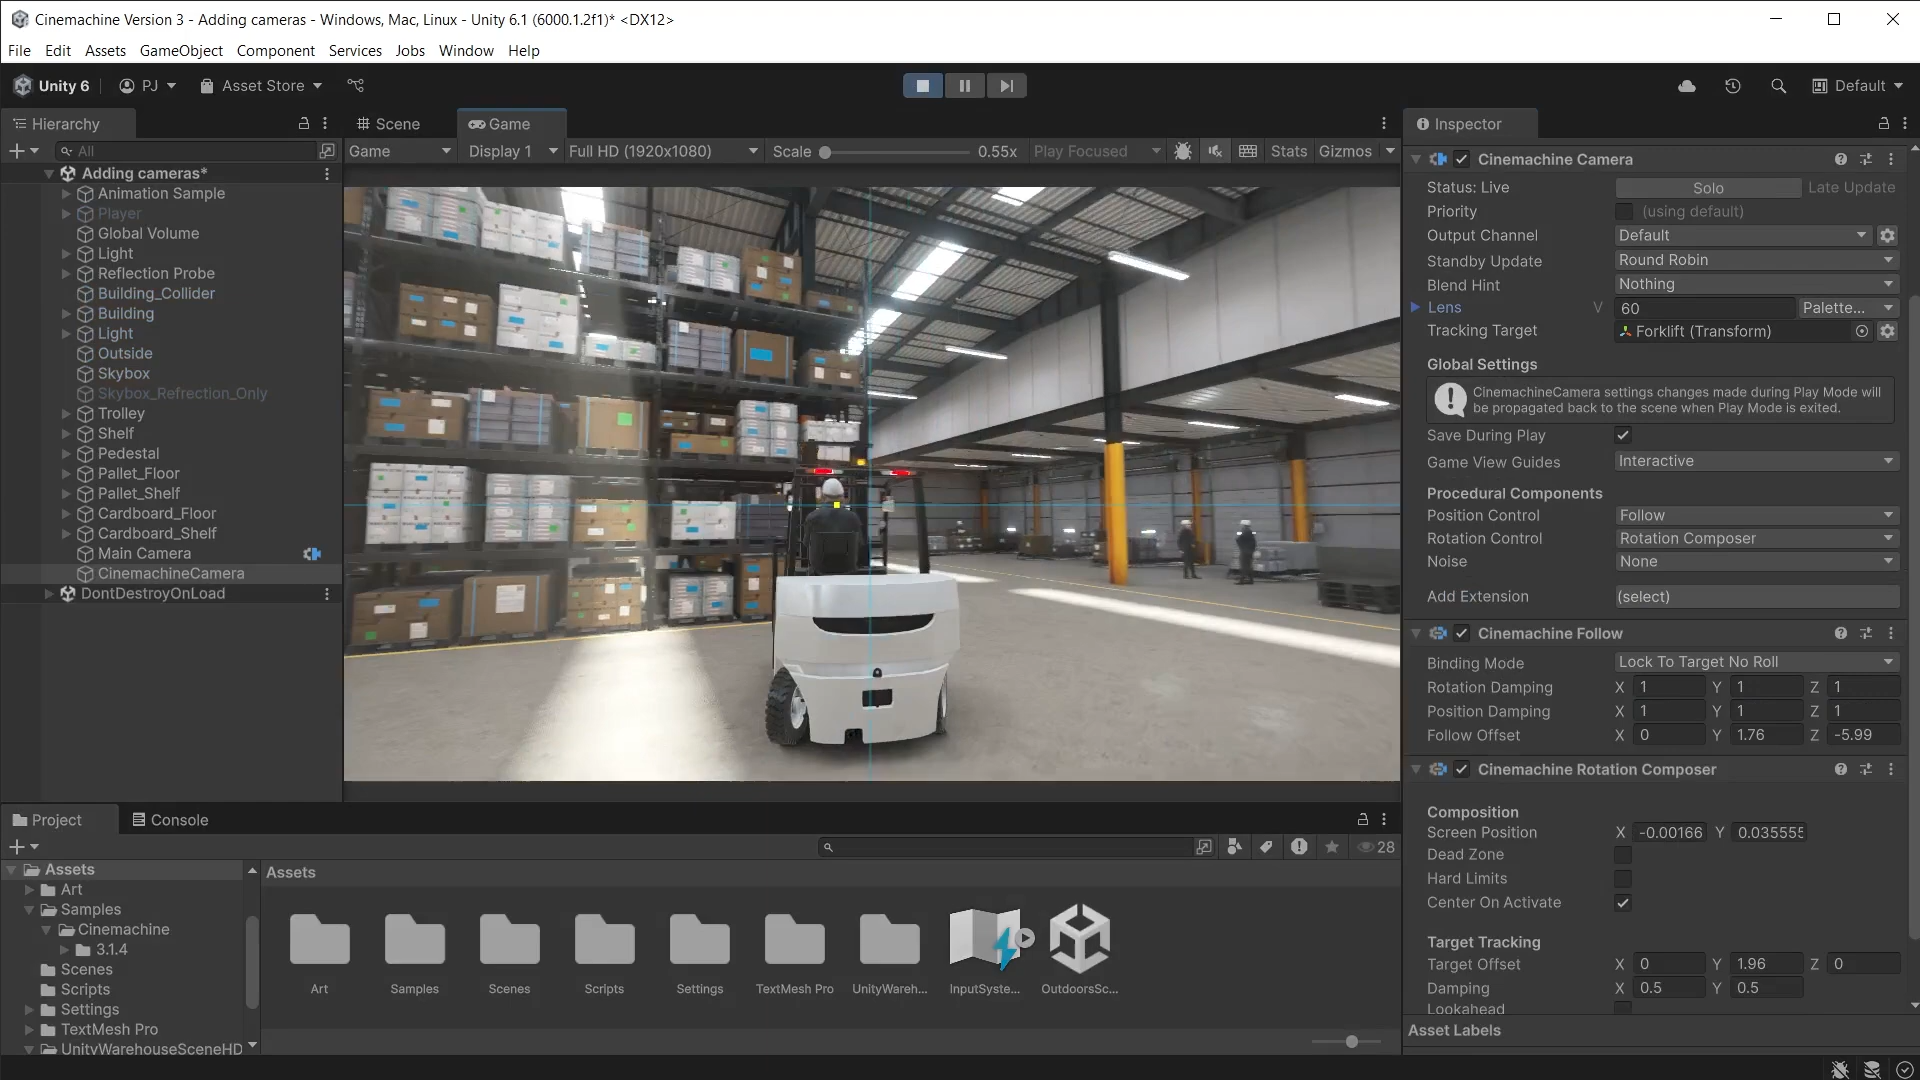 Cinemachine Version 3 - Adding cameras - Windows, Mac, Linux - Unity 6.1 (6000.1.2f1)* <DX12>
File Edit Assets GameObject Component Services Jobs Window Help
Unity 6 PJ Asset Store Default
Hierarchy
All
Adding cameras*
Animation Sample
Player
Global Volume
Light
Reflection Probe
Building_Collider
Building
Light
Outside
Skybox
Skybox_Refrection_Only
Trolley
Shelf
Pedestal
Pallet_Floor
Pallet_Shelf
Cardboard_Floor
Cardboard_Shelf
Main Camera
CinemachineCamera
DontDestroyOnLoad
Scene Game
Game Display 1 Full HD (1920x1080) Scale 0.55x Play Focused Stats Gizmos
Inspector
Cinemachine Camera
Status: Live Solo Late Update
Priority (using default)
Output Channel Default
Standby Update Round Robin
Blend Hint Nothing
Lens V 60 Palette...
Tracking Target Forklift (Transform)
Global Settings
CinemachineCamera settings changes made during Play Mode will
be propagated back to the scene when Play Mode is exited.
Save During Play
Game View Guides Interactive
Procedural Components
Position Control Follow
Rotation Control Rotation Composer
Noise None
Add Extension (select)
Cinemachine Follow
Binding Mode Lock To Target No Roll
Rotation Damping X 1 Y 1 Z 1
Position Damping X 1 Y 1 Z 1
Follow Offset X 0 Y 1.76 Z -5.99
Cinemachine Rotation Composer
Composition
Screen Position X -0.00166 Y 0.035555
Dead Zone
Hard Limits
Center On Activate
Target Tracking
Target Offset X 0 Y 1.96 Z 0
Damping X 0.5 Y 0.5
Lookahead
Asset Labels
Project Console
28
Assets
Art
Samples
Cinemachine
3.1.4
Scenes
Scripts
Settings
TextMesh Pro
UnityWarehouseSceneHD
Assets
Art Samples Scenes Scripts Settings TextMesh Pro UnityWareh... InputSyste... OutdoorsSc...